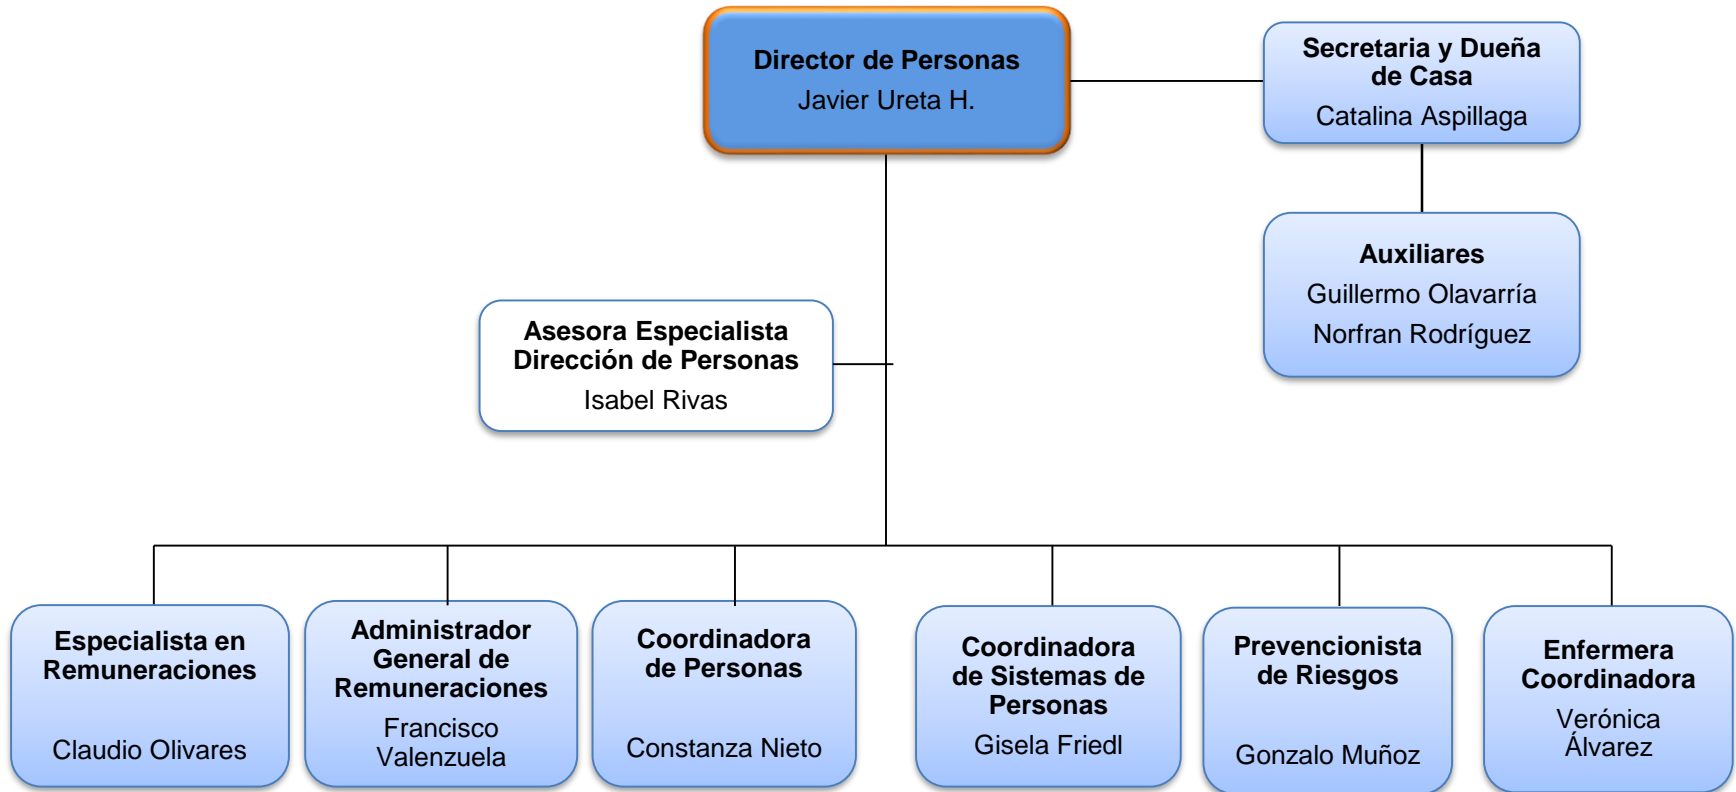 Director de Personas
Javier Ureta H.
Secretaria y Dueña
de Casa
Catalina Aspillaga
Auxiliares
Guillermo Olavarría
Norfran Rodríguez
Asesora Especialista
Dirección de Personas
Isabel Rivas
Especialista en
Remuneraciones
Claudio Olivares
Administrador
General de
Remuneraciones
Francisco
Valenzuela
Coordinadora
de Personas
Constanza Nieto
Coordinadora
de Sistemas de
Personas
Gisela Friedl
Prevencionista
de Riesgos
Gonzalo Muñoz
Enfermera
Coordinadora
Verónica
Álvarez